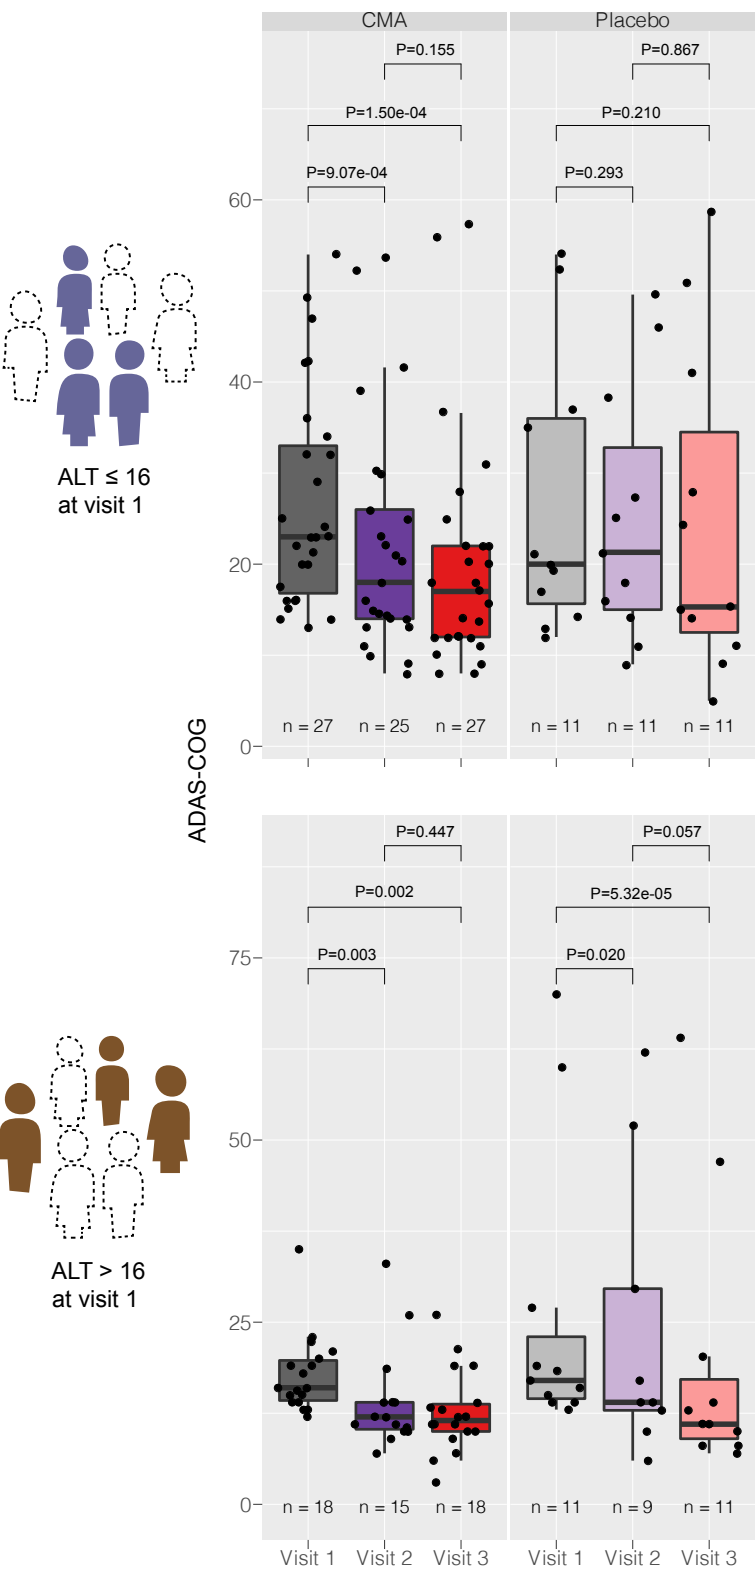 CMA
Placebo
P=0.155
P=0.867
P=1.50e-04
P=0.210
P=9.07e-04
P=0.293
60
40
20
0
ALT ≤ 16
at visit 1
n = 27
n = 25
n = 27
n = 11
n = 11
n = 11
ADAS-COG
P=0.447
P=0.057
P=0.002
P=5.32e-05
P=0.003
P=0.020
75
50
25
0
ALT > 16
at visit 1
n = 18
n = 15
n = 18
n = 11
n = 9
n = 11
Visit 1
Visit 2
Visit 3
Visit 1
Visit 2
Visit 3